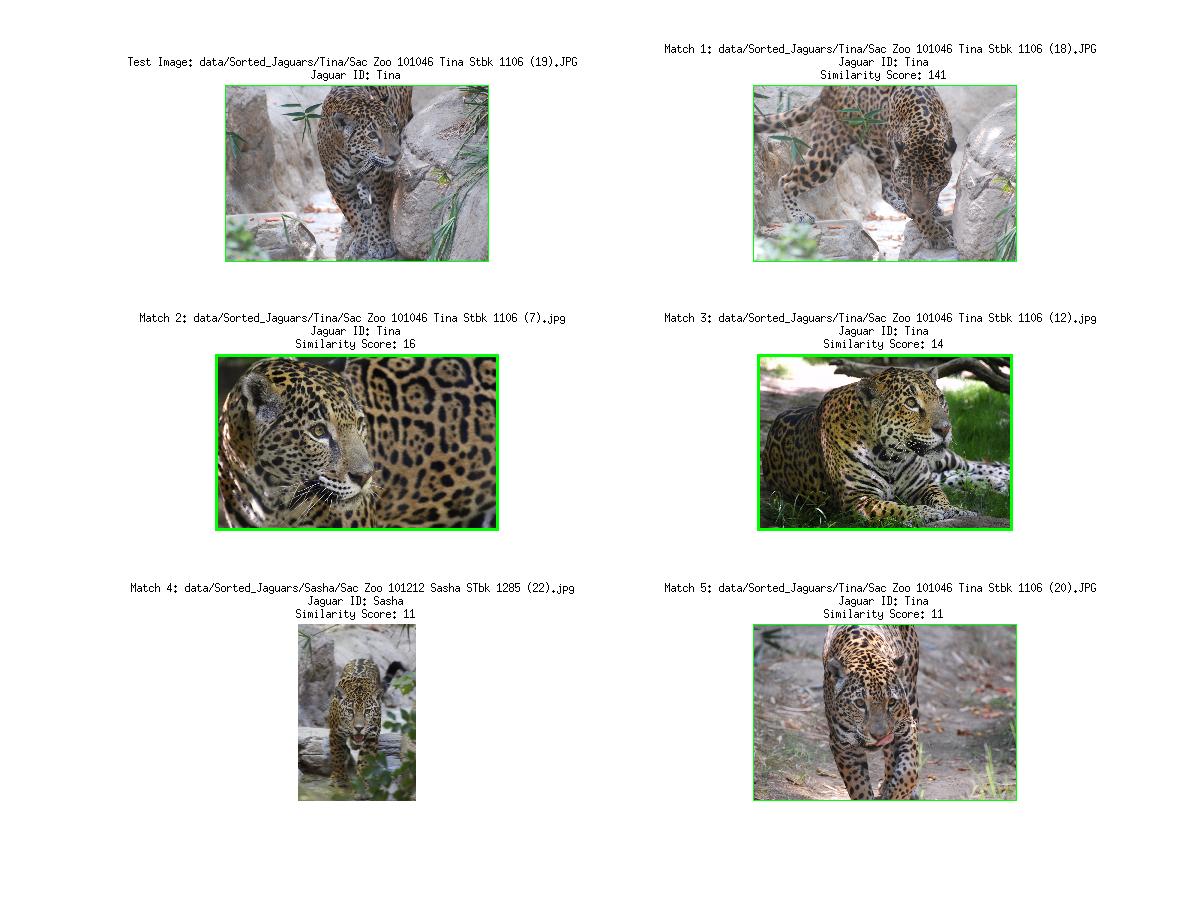 Test Image: data/Sorted_Jaguars/Tina/Sac Zoo 101046 Tina Stbk 1106 (19).JPG
Jaguar ID: Tina
Match 1: data/Sorted_Jaguars/Tina/Sac Zoo 101046 Tina Stbk 1106 (18).JPG
Jaguar ID: Tina
Similarity Score: 141
Match 2: data/Sorted_Jaguars/Tina/Sac Zoo 101046 Tina Stbk 1106 (7).jpg
Jaguar ID: Tina
Similarity Score: 16
Match 3: data/Sorted_Jaguars/Tina/Sac Zoo 101046 Tina Stbk 1106 (12).jpg
Jaguar ID: Tina
Similarity Score: 14
Match 4: data/Sorted_Jaguars/Sasha/Sac Zoo 101212 Sasha STbk 1285 (22).jpg
Jaguar ID: Sasha
Similarity Score: 11
Match 5: data/Sorted_Jaguars/Tina/Sac Zoo 101046 Tina Stbk 1106 (20).JPG
Jaguar ID: Tina
Similarity Score: 11